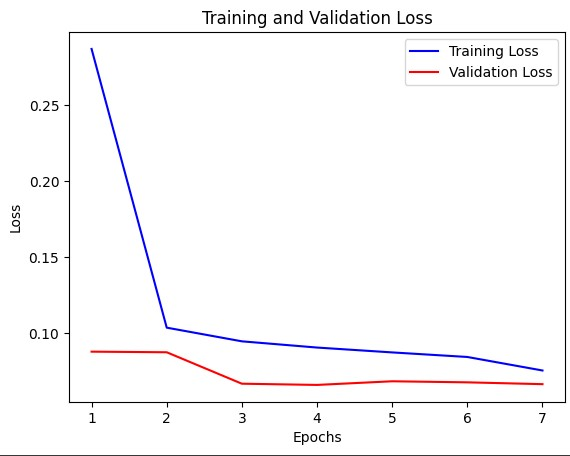 Training and Validation Loss
Training Loss
Validation Loss
0.25
0.20
0.15
0.10
Loss
1 2 3 4 5 6 7
Epochs